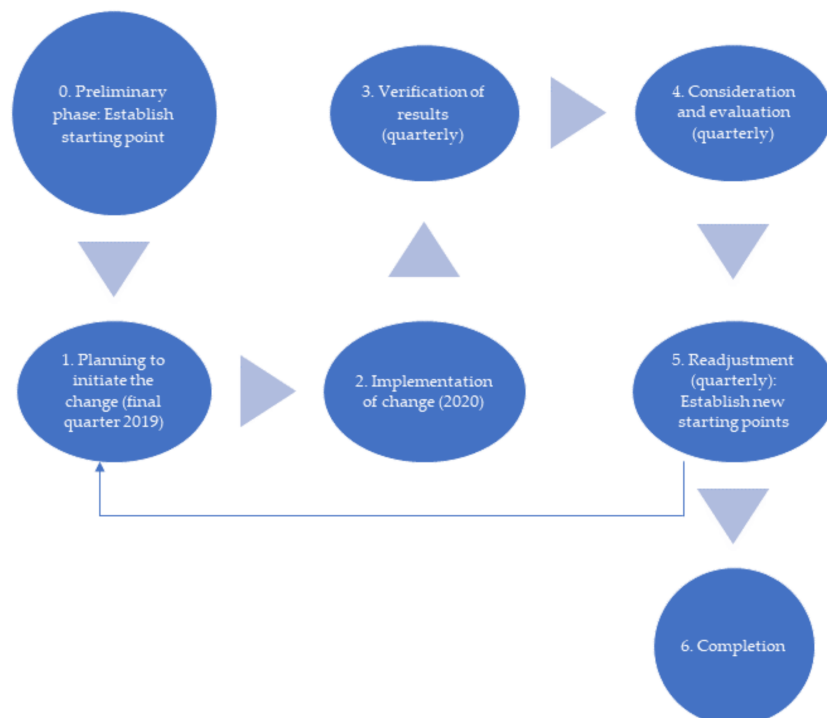 0. Preliminary
phase: Establish
starting point
1. Planning to
initiate the
change (final
quarter 2019)
2. Implementation
of change (2020)
3. Verification of
results
(quarterly)
4. Consideration
and evaluation
(quarterly)
5. Readjustment
(quarterly):
Establish new
starting points
6. Completion